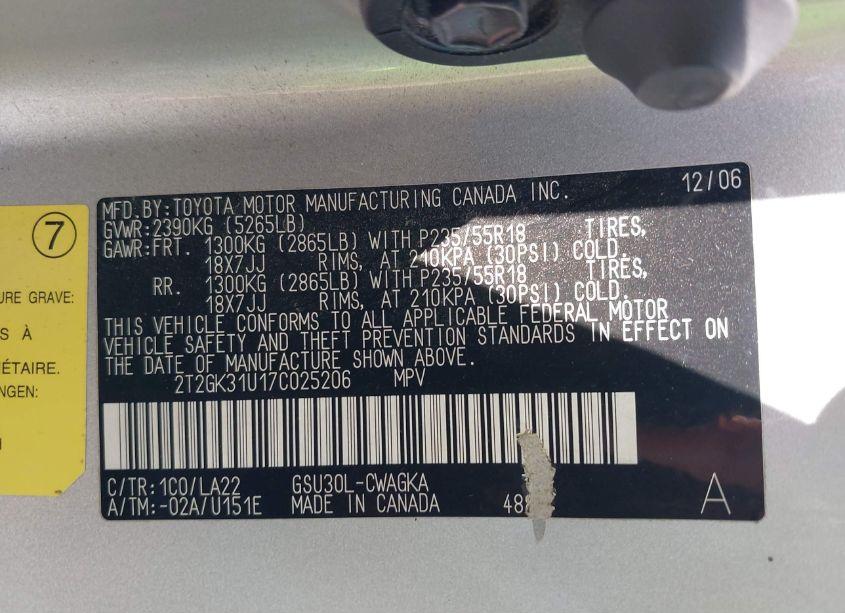 7
URE GRAVE:
S À
ÉTAIRE.
NGEN:
MFD.BY:TOYOTA MOTOR MANUFACTURING CANADA INC. 12/06
GVWR:2390KG (5265LB)
GAWR:FRT. 1300KG (2865LB) WITH P235/55R18 TIRES,
18X7JJ RIMS, AT 210KPA (30PSI) COLD.
RR. 1300KG (2865LB) WITH P235/55R18 TIRES,
18X7JJ RIMS, AT 210KPA (30PSI) COLD.
THIS VEHICLE CONFORMS TO ALL APPLICABLE FEDERAL MOTOR
VEHICLE SAFETY AND THEFT PREVENTION STANDARDS IN EFFECT ON
THE DATE OF MANUFACTURE SHOWN ABOVE.
2T2GK31U17C025206 MPV
C/TR:1C0/LA22 GSU30L-CWAGKA
A/TM:-02A/U151E MADE IN CANADA
A